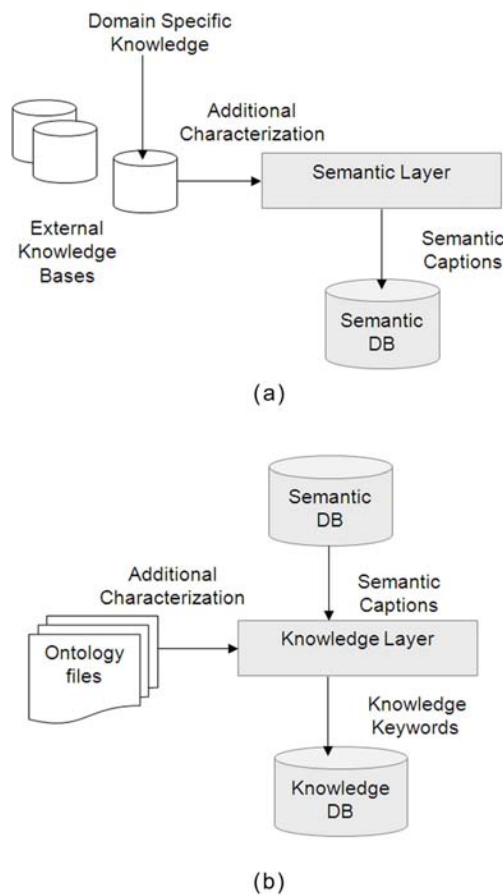 Domain Specific
Knowledge
Additional
Characterization
Semantic Layer
External
Knowledge
Bases
Semantic
Captions
Semantic
DB
(a)
Semantic
DB
Additional
Characterization
Semantic
Captions
Ontology
files
Knowledge Layer
Knowledge
Keywords
Knowledge
DB
(b)